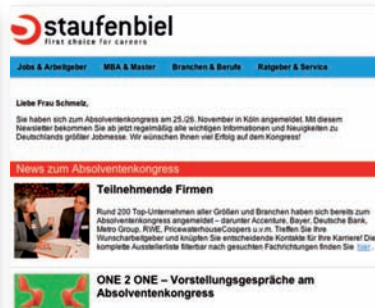 staufenbiel
first choice for careers
Jobs & Arbeitgeber MBA & Master Branchen & Berufe Ratgeber & Service
Liebe Frau Schmelz,
Sie haben sich zum Absolventenkongress am 25./26. November in Köln angemeldet. Mit diesem
Newsletter bekommen Sie ab jetzt regelmäßig alle wichtigen Informationen und Neuigkeiten zu
Deutschlands größter Jobmesse. Wir wünschen Ihnen viel Erfolg auf dem Kongress!
News zum Absolventenkongress
Teilnehmende Firmen
Rund 200 Top-Unternehmen aller Größen und Branchen haben sich bereits zum
Absolventenkongress angemeldet – darunter Accenture, Bayer, Deutsche Bank,
Metro Group, RWE, PricewaterhouseCoopers u.v.m. Treffen Sie Ihre
Wunscharbeitgeber und knüpfen Sie entscheidende Kontakte für Ihre Karriere! Die
komplette Ausstellerliste filterbar nach gesuchten Fachrichtungen finden Sie hier.
ONE 2 ONE – Vorstellungsgespräche am
Absolventenkongress